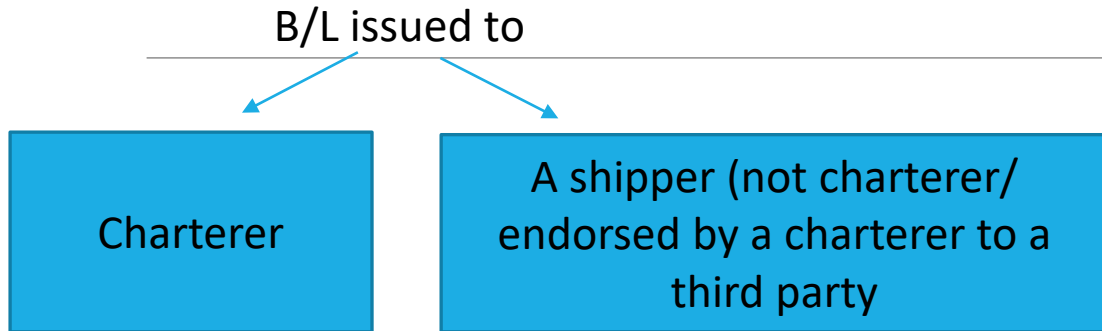 B/L issued to
Charterer
A shipper (not charterer/
endorsed by a charterer to a
third party